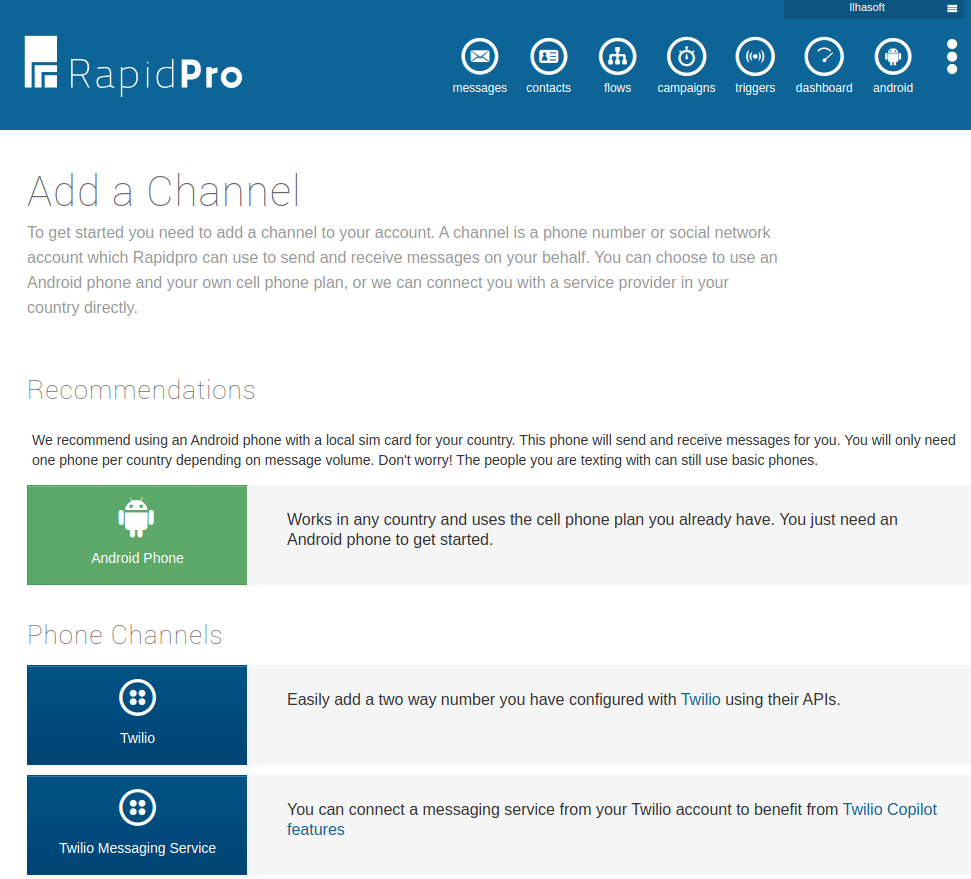 Ilhasoft
RapidPro
messages contacts flows campaigns triggers dashboard android
Add a Channel
To get started you need to add a channel to your account. A channel is a phone number or social network
account which Rapidpro can use to send and receive messages on your behalf. You can choose to use an
Android phone and your own cell phone plan, or we can connect you with a service provider in your
country directly.
Recommendations
We recommend using an Android phone with a local sim card for your country. This phone will send and receive messages for you. You will only need
one phone per country depending on message volume. Don't worry! The people you are texting with can still use basic phones.
Android Phone
Works in any country and uses the cell phone plan you already have. You just need an
Android phone to get started.
Phone Channels
Twilio
Easily add a two way number you have configured with Twilio using their APIs.
Twilio Messaging Service
You can connect a messaging service from your Twilio account to benefit from Twilio Copilot
features